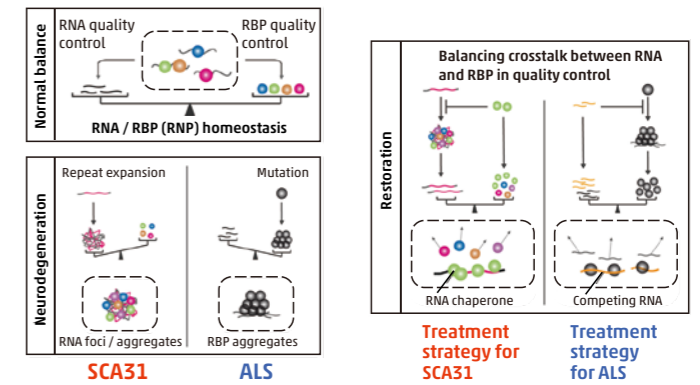 Normal balance
RNA quality
control
RBP quality
control
RNA / RBP (RNP) homeostasis
Neurodegeneration
Repeat expansion
Mutation
RNA foci / aggregates
RBP aggregates
SCA31
ALS
Restoration
Balancing crosstalk between RNA
and RBP in quality control
RNA chaperone
Competing RNA
Treatment
strategy for
SCA31
Treatment
strategy
for ALS